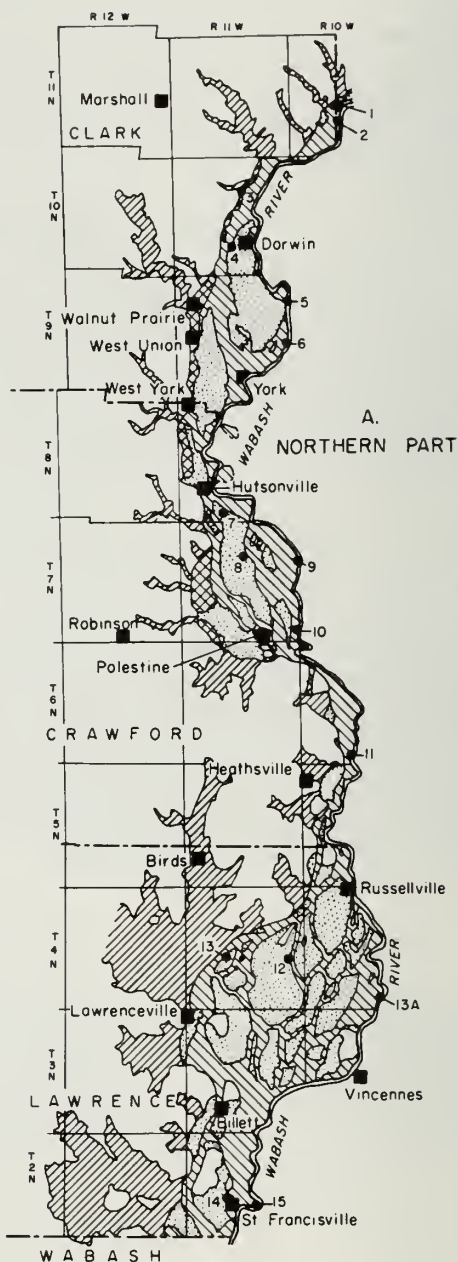 R 12 W
R 11 W
R 10 W
T 11 N
Marshall
1
2
CLARK
T 10 N
RIVER
3
Dorwin
4
5
T 9 N
Walnut Prairie
West Union
6
West York
York
WABASH
A.
NORTHERN PART
T 8 N
Hutsonville
7
T 7 N
8
9
Robinson
10
Polestine
T 6 N
CRAWFORD
11
Heathsville
T 5 N
Birds
Russellville
T 4 N
RIVER
13
12
13A
Lawrenceville
T 3 N
Vincennes
LAWRENCE
Billett
WABASH
T 2 N
14
15
St Francisville
WABASH